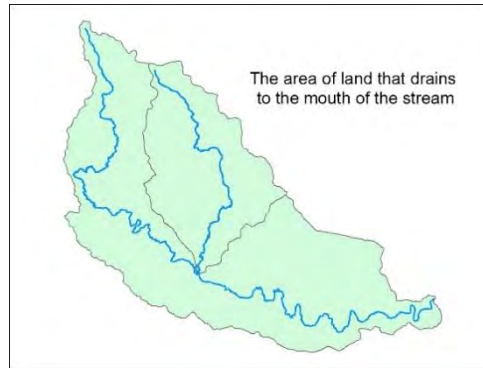 The area of land that drains
to the mouth of the stream